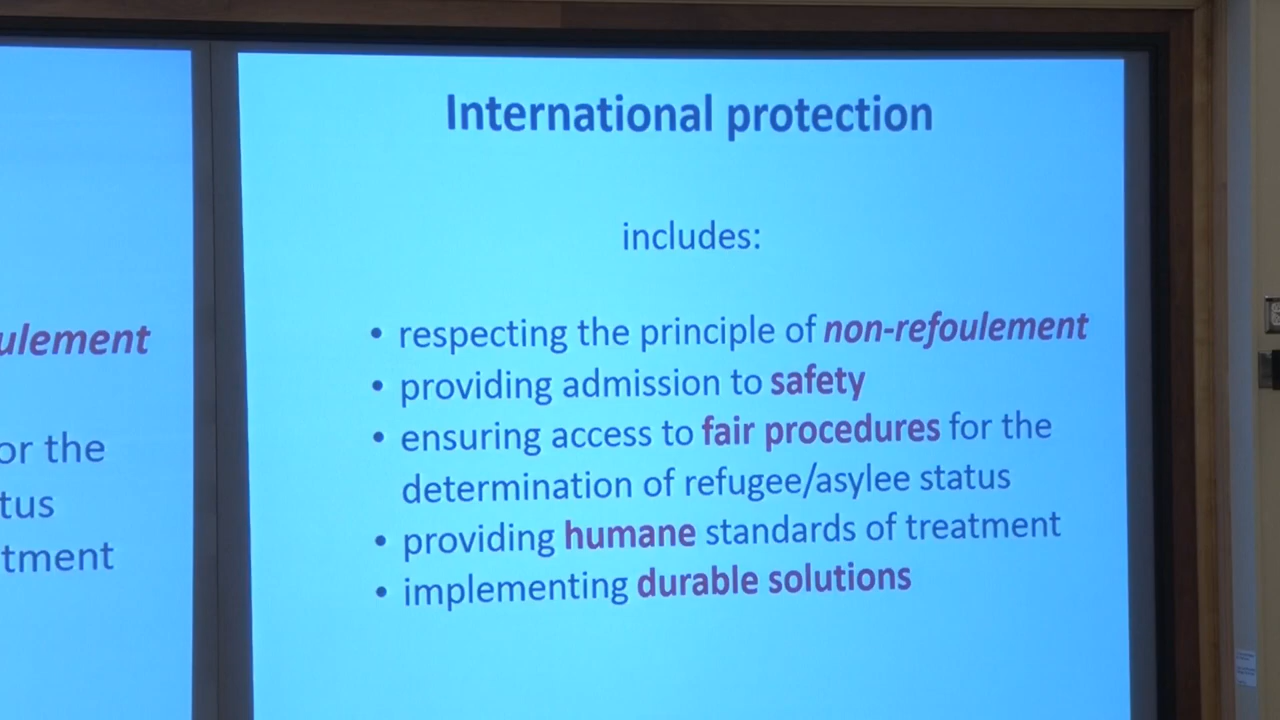 International protection
includes:
• respecting the principle of non-refoulement
• providing admission to safety
• ensuring access to fair procedures for the
determination of refugee/asylee status
• providing humane standards of treatment
• implementing durable solutions
ulement
or the
tus
tment